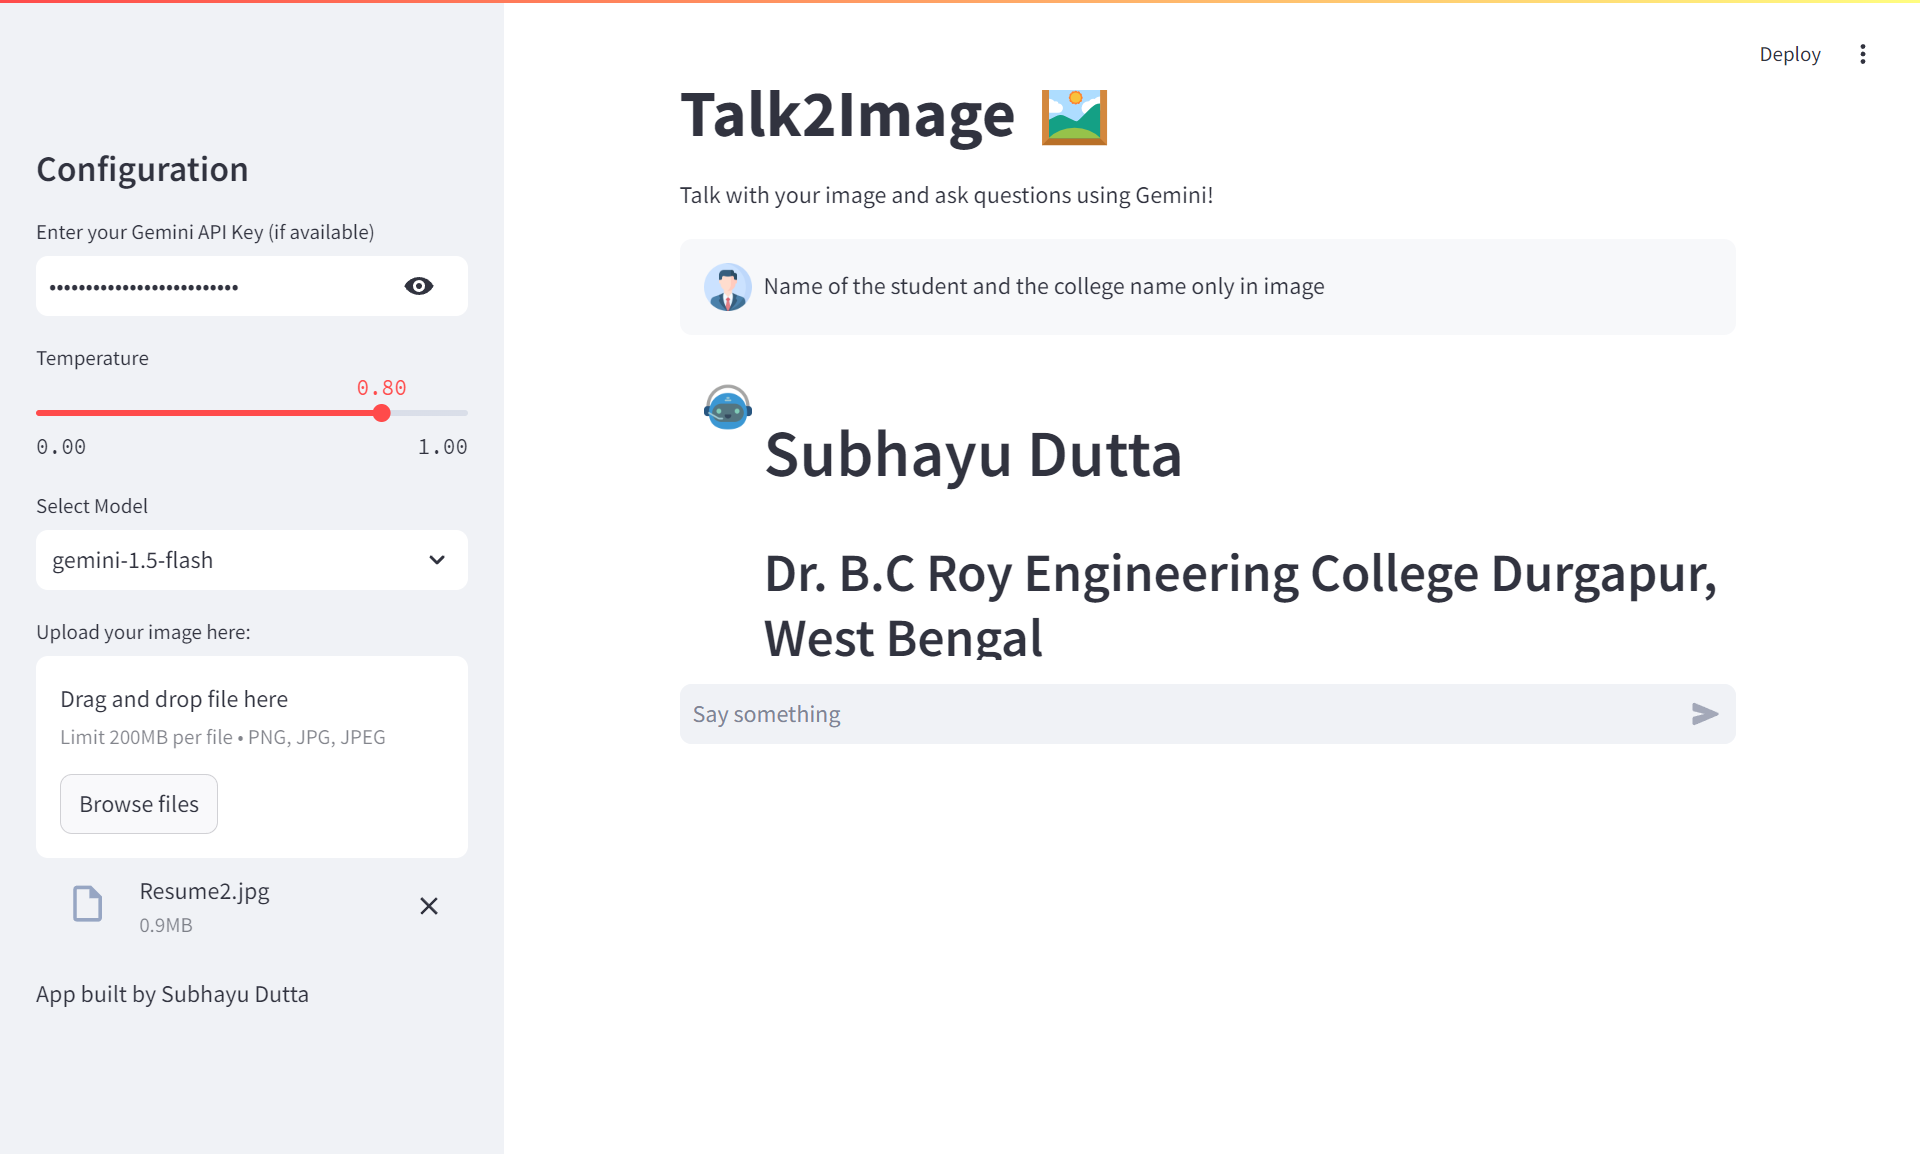 Deploy
Configuration
Enter your Gemini API Key (if available)
••••••••••••••••••••••••••
Temperature
0.80
0.00 1.00
Select Model
gemini-1.5-flash
Upload your image here:
Drag and drop file here
Limit 200MB per file • PNG, JPG, JPEG
Browse files
Resume2.jpg
0.9MB
App built by Subhayu Dutta
Talk2Image
Talk with your image and ask questions using Gemini!
Name of the student and the college name only in image
Subhayu Dutta
Dr. B.C Roy Engineering College Durgapur,
West Bengal
Say something